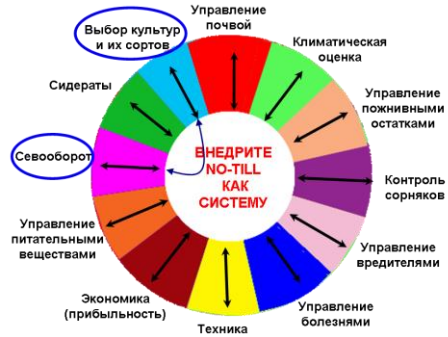 Управление
почвой
Выбор культур
и их сортов
Климатическая
оценка
Сидераты
Управление
пожнивными
остатками
Севооборот
ВНЕДРИТЕ
NO-TILL
КАК
СИСТЕМУ
Контроль
сорняков
Управление
питательными
веществами
Управление
вредителями
Экономика
(прибыльность)
Техника
Управление
болезнями